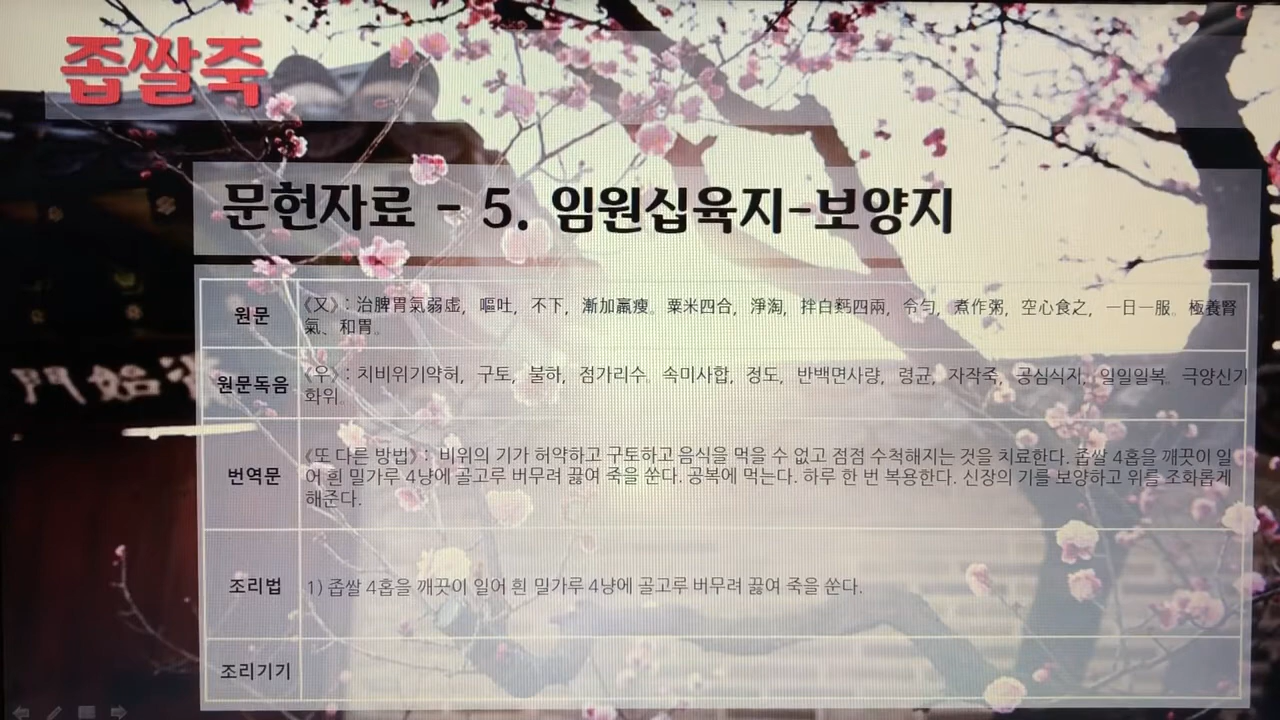 좁쌀죽
문헌자료 - 5. 임원십육지-보양지
원문
《又》: 治脾胃氣弱虚, 嘔吐, 不下, 漸加羸瘦。粟米四合, 淨淘, 拌白麪四兩, 令勻, 煮作粥, 空心食之, 一日一服。極養腎
氣、和胃。
원문독음
《우》: 치비위기약허, 구토, 불하, 점가리수. 속미사합, 정도, 반백면사량, 령균, 자작죽, 공심식지, 일일일복. 극양신기
화위.
번역문
《또 다른 방법》: 비위의 기가 허약하고 구토하고 음식을 먹을 수 없고 점점 수척해지는 것을 치료한다. 좁쌀 4홉을 깨끗이 일
어 흰 밀가루 4냥에 골고루 버무려 끓여 죽을 쑨다. 공복에 먹는다. 하루 한 번 복용한다. 신장의 기를 보양하고 위를 조화롭게
해준다.
조리법
1) 좁쌀 4홉을 깨끗이 일어 흰 밀가루 4냥에 골고루 버무려 끓여 죽을 쑨다.
조리기기